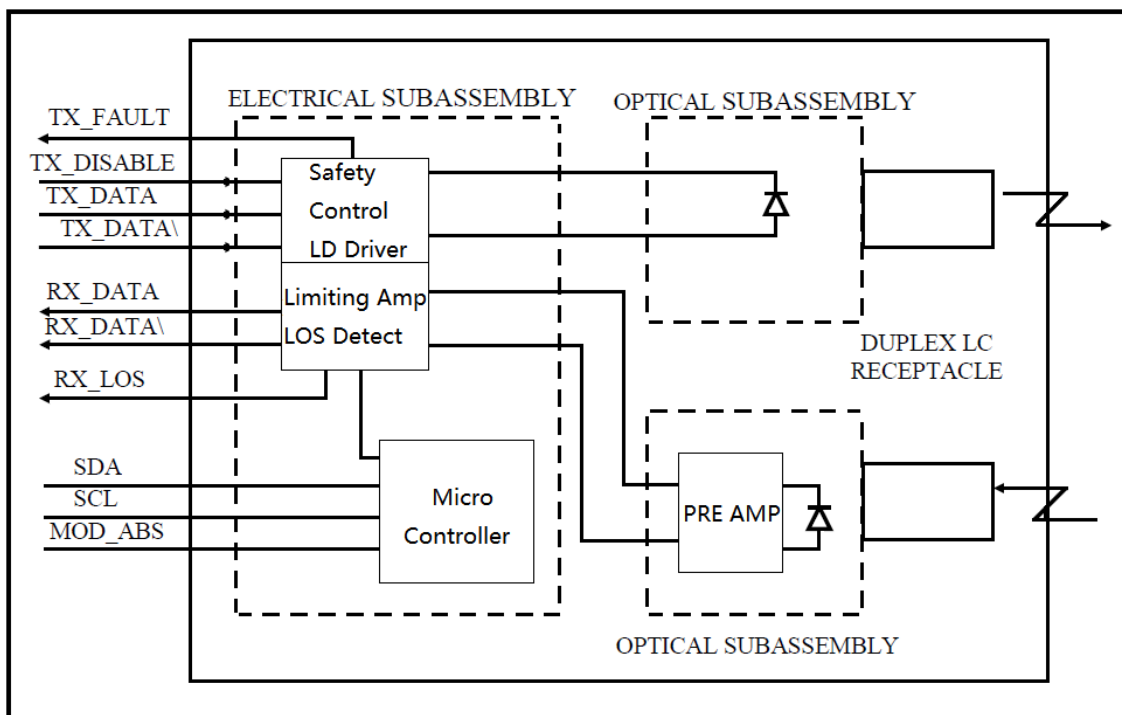 ELECTRICAL SUBASSEMBLY
OPTICAL SUBASSEMBLY
TX_FAULT
TX_DISABLE
TX_DATA
TX_DATA\
Safety
Control
LD Driver
RX_DATA
RX_DATA\
RX_LOS
Limiting Amp
LOS Detect
DUPLEX LC
RECEPTACLE
SDA
SCL
MOD_ABS
Micro
Controller
PRE AMP
OPTICAL SUBASSEMBLY